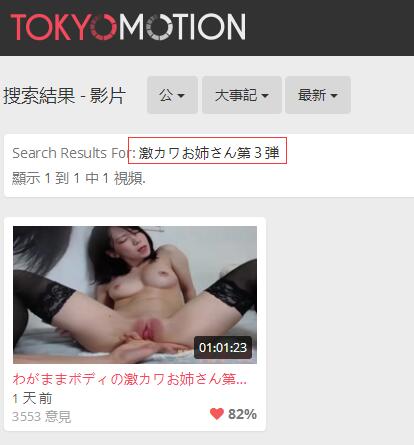 TOKYOMOTION
搜索結果 - 影片 公 大事記 最新
Search Results For: 激カワお姉さん第３弾
顯示 1 到 1 中 1 視頻.
01:01:23
わがままボディの激カワお姉さん第...
1 天 前
3553 意見 82%